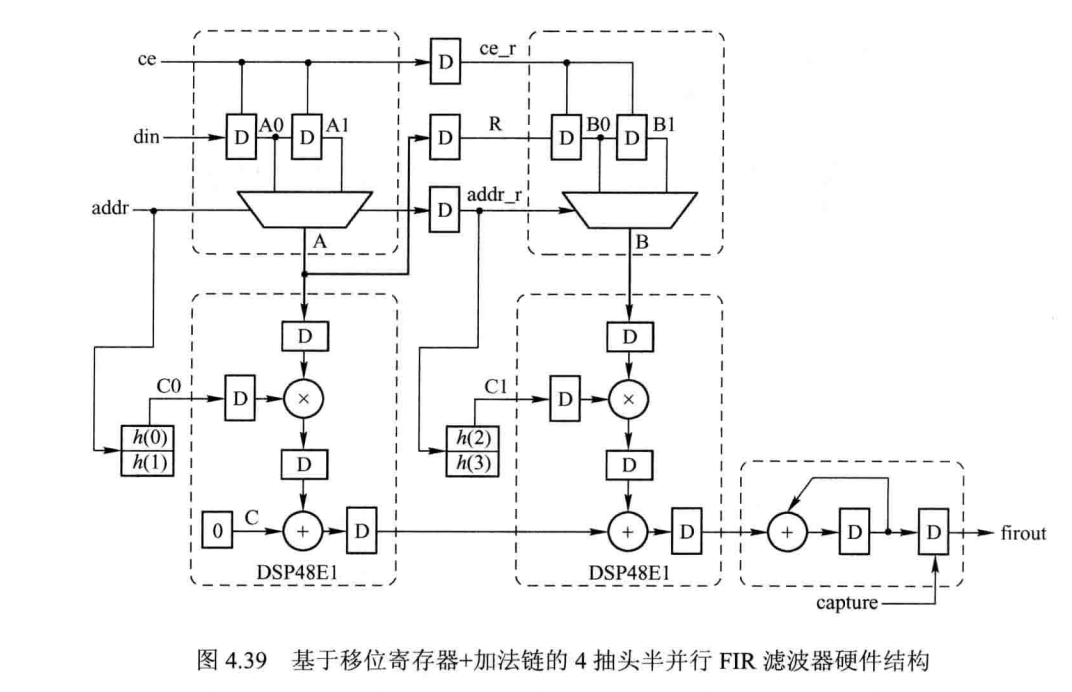 ce
D
ce_r
din
D
A0
D
A1
D
R
D
B0
D
B1
addr
D
addr_r
A
B
D
D
C0
D
×
C1
D
×
h(0)
h(1)
D
h(2)
h(3)
D
0
C
+
D
+
D
+
D
D
firout
DSP48E1
DSP48E1
capture
图 4.39 基于移位寄存器+加法链的 4 抽头半并行 FIR 滤波器硬件结构